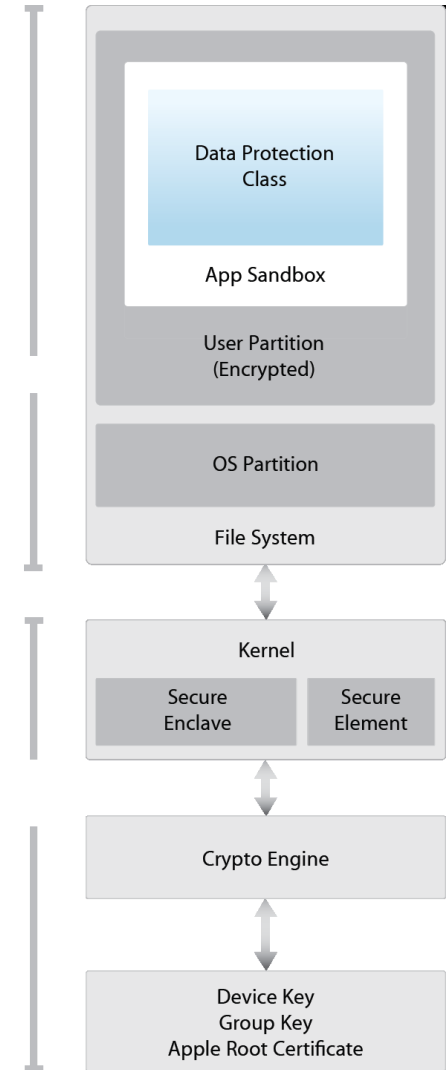 Data Protection
Class
App Sandbox
User Partition
(Encrypted)
OS Partition
File System
Kernel
Secure
Enclave
Secure
Element
Crypto Engine
Device Key
Group Key
Apple Root Certificate